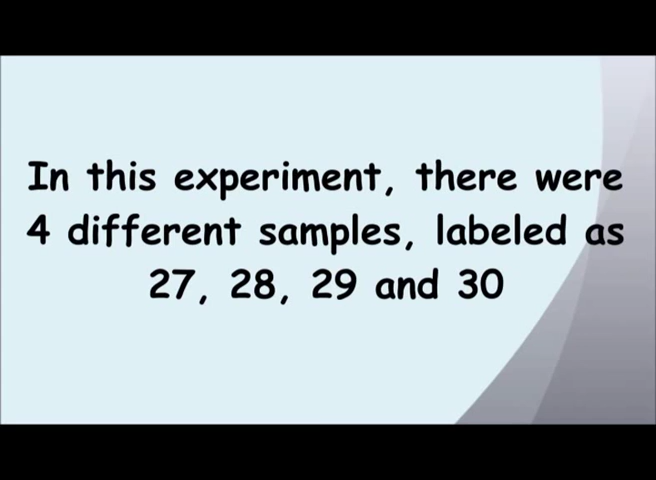 In this experiment, there were
4 different samples, labeled as
27, 28, 29 and 30